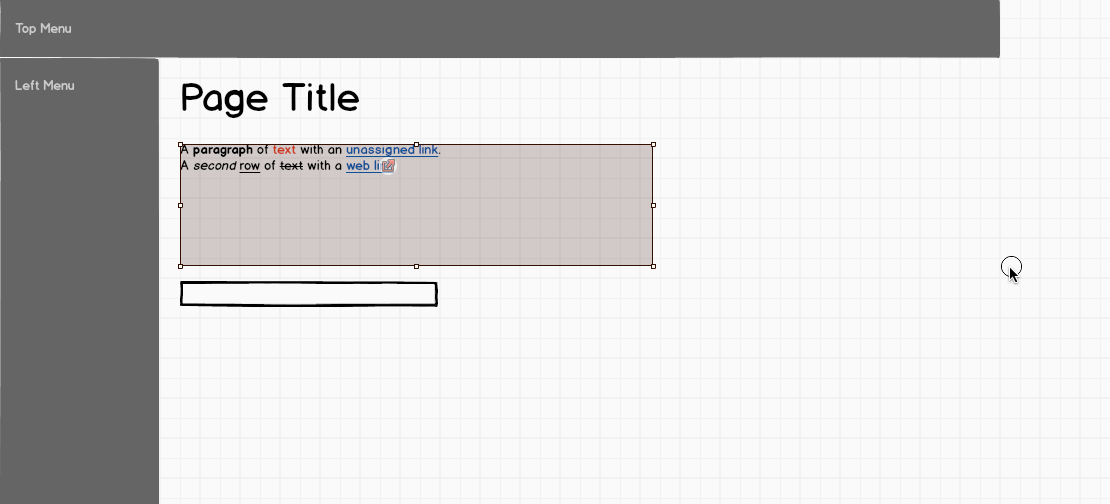 Top Menu
Left Menu
Page Title
A paragraph of text with an unassigned link.
A second row of text with a web li